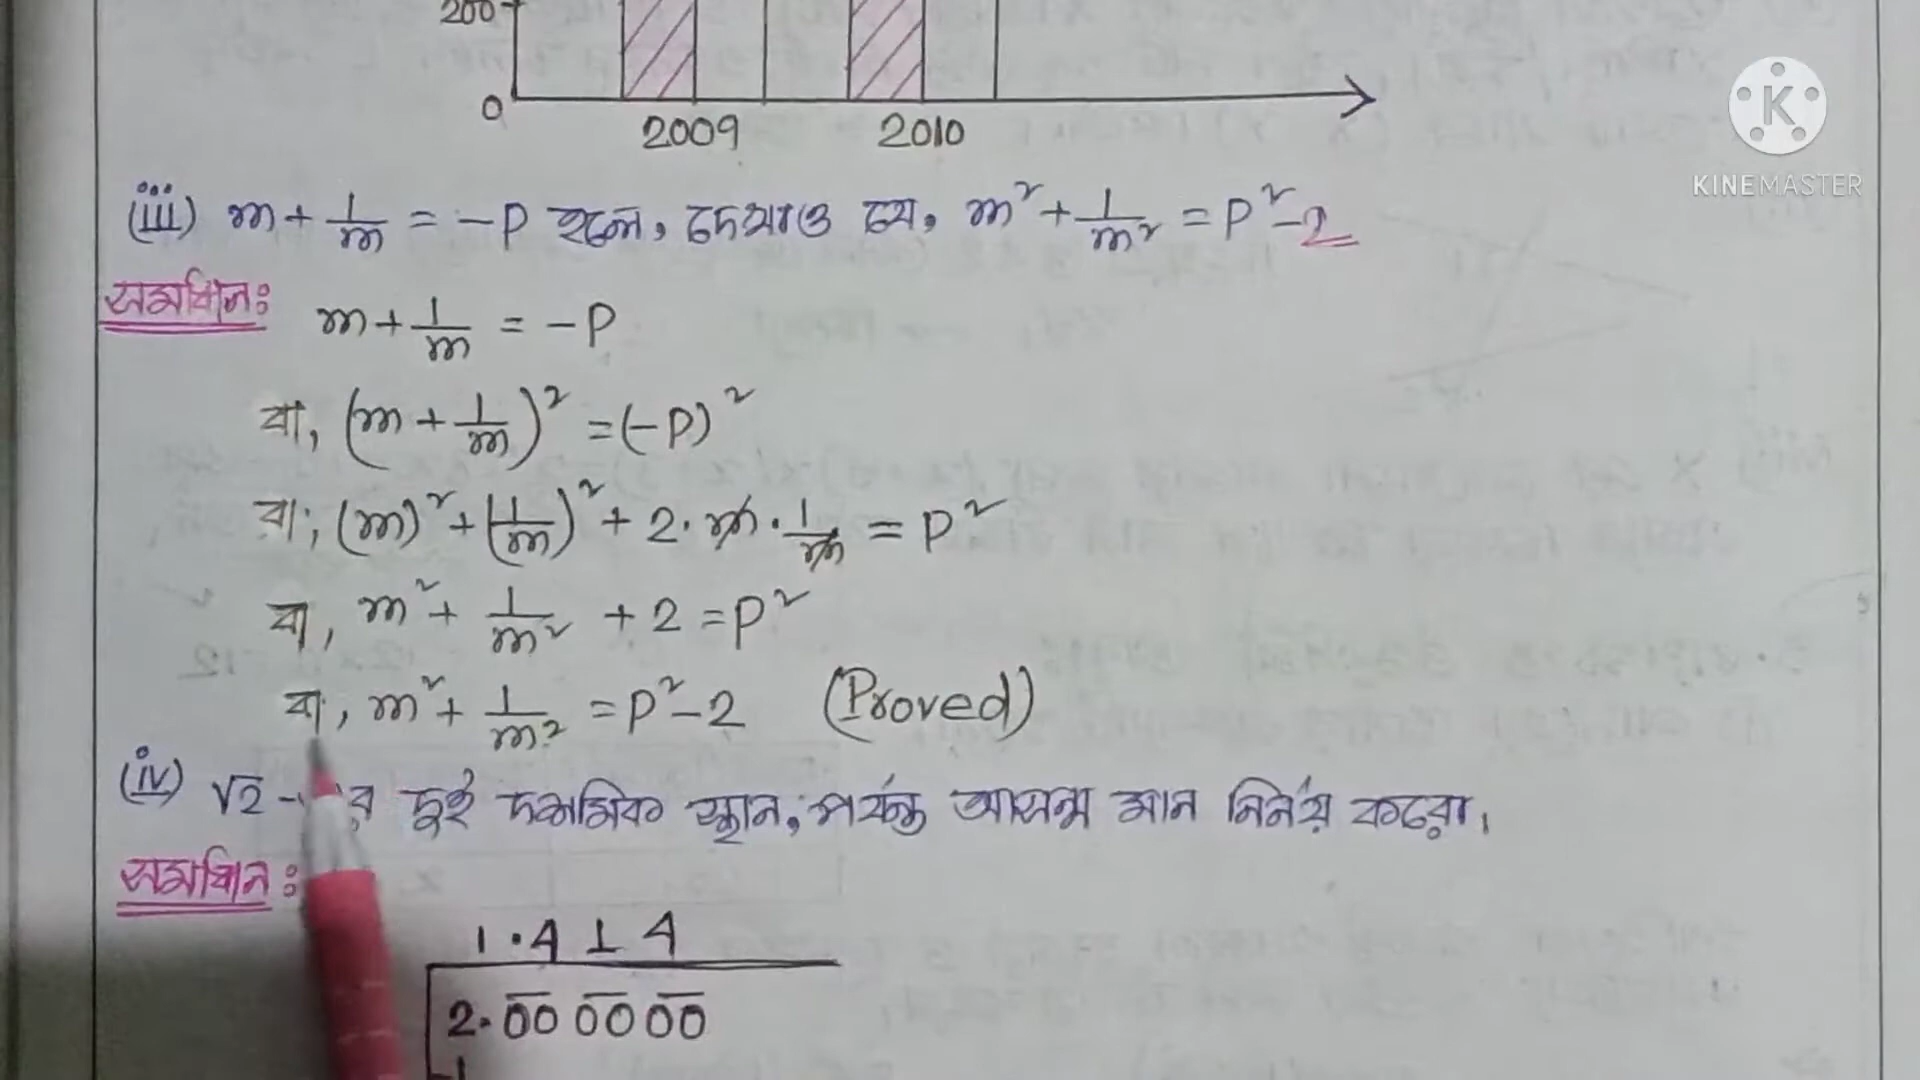 200
0
2009 2010
KINEMASTER
(iii) m + 1/m = -P হলে, দেখাও যে, m² + 1/m² = P² - 2
সমাধান:
m + 1/m = -P
বা, (m + 1/m)² = (-P)²
বা, (m)² + (1/m)² + 2·m·1/m = P²
বা, m² + 1/m² + 2 = P²
বা, m² + 1/m² = P² - 2 (Proved)
(iv) √2 - র দুই দশমিক স্থান, পর্যন্ত আসন্ন মান নির্ণয় করো।
সমাধান:
1.414
2.00 00 00
1